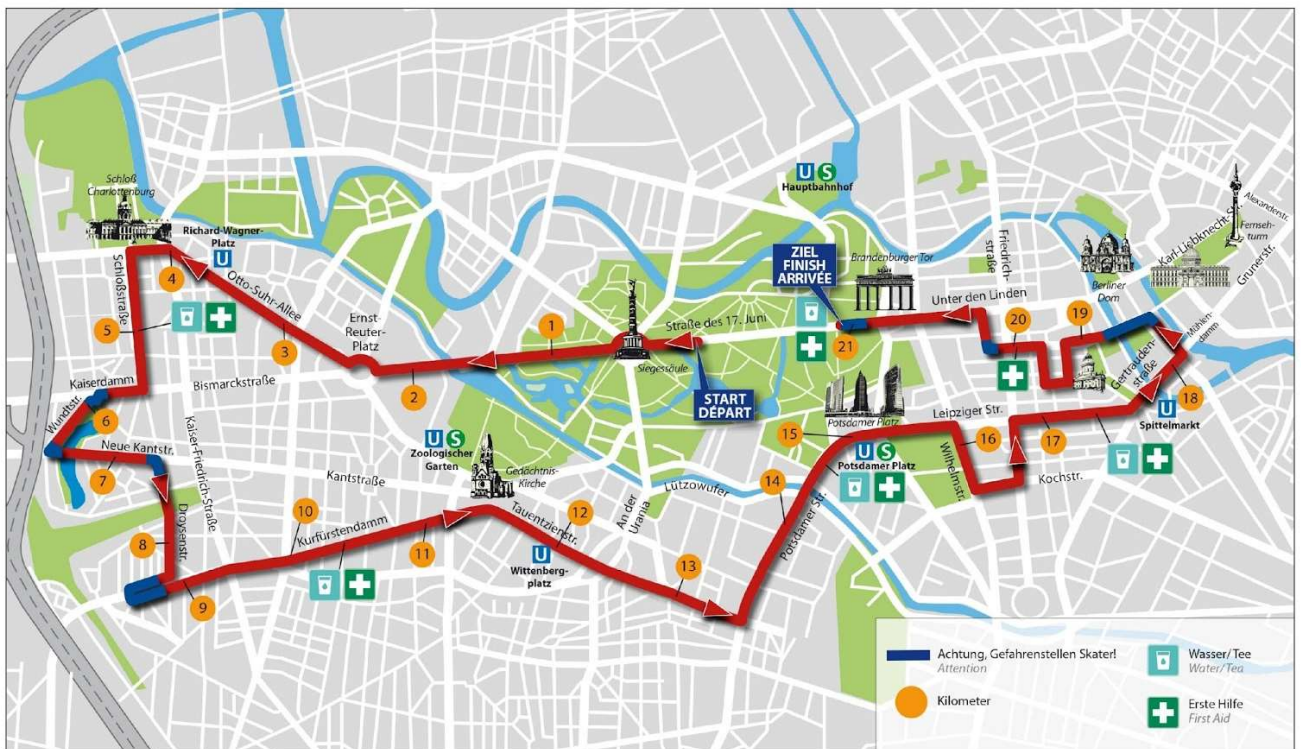 Schloß
Charlottenburg
Richard-Wagner-
Platz
U
Schloßstraße
Otto-Suhr-Allee
Ernst-
Reuter-
Platz
Bismarckstraße
Kaiserdamm
Wundtstr.
Neue Kantstr.
Kaiser-Friedrich-Straße
Droysenstr.
Kantstraße
Kurfürstendamm
U S
Zoologischer
Garten
Gedächtnis-
Kirche
Tauentzienstr.
U
Wittenberg-
platz
An der
Urania
Lützowufer
Siegessäule
Straße des 17. Juni
START
DÉPART
ZIEL
FINISH
ARRIVÉE
U S
Hauptbahnhof
Brandenburger Tor
Unter den Linden
Friedrich-
straße
Berliner
Dom
Karl-Liebknecht-Str.
Alexanderstr.
Fernseh-
turm
Grunerstr.
Mühlen-
damm
Gertrauden-
straße
U
Spittelmarkt
Leipziger Str.
Potsdamer Platz
U S
Potsdamer Platz
Potsdamer Str.
Wilhelmstr.
Kochstr.
1
2
3
4
5
6
7
8
9
10
11
12
13
14
15
16
17
18
19
20
21
Achtung, Gefahrenstellen Skater!
Attention
Kilometer
Wasser/Tee
Water/Tea
Erste Hilfe
First Aid